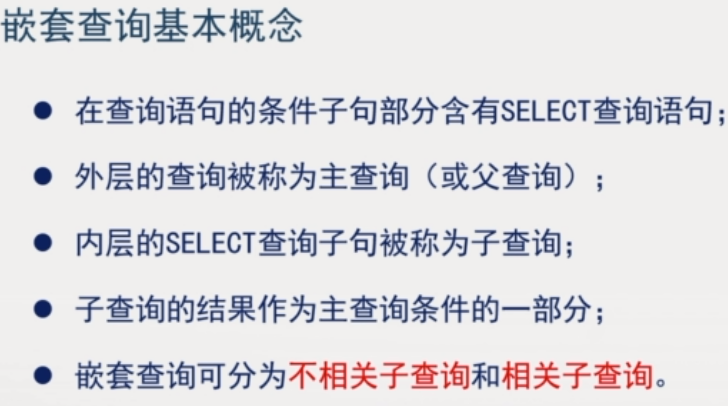 嵌套查询基本概念
● 在查询语句的条件子句部分含有SELECT查询语句；
● 外层的查询被称为主查询（或父查询）；
● 内层的SELECT查询子句被称为子查询；
● 子查询的结果作为主查询条件的一部分；
● 嵌套查询可分为不相关子查询和相关子查询。